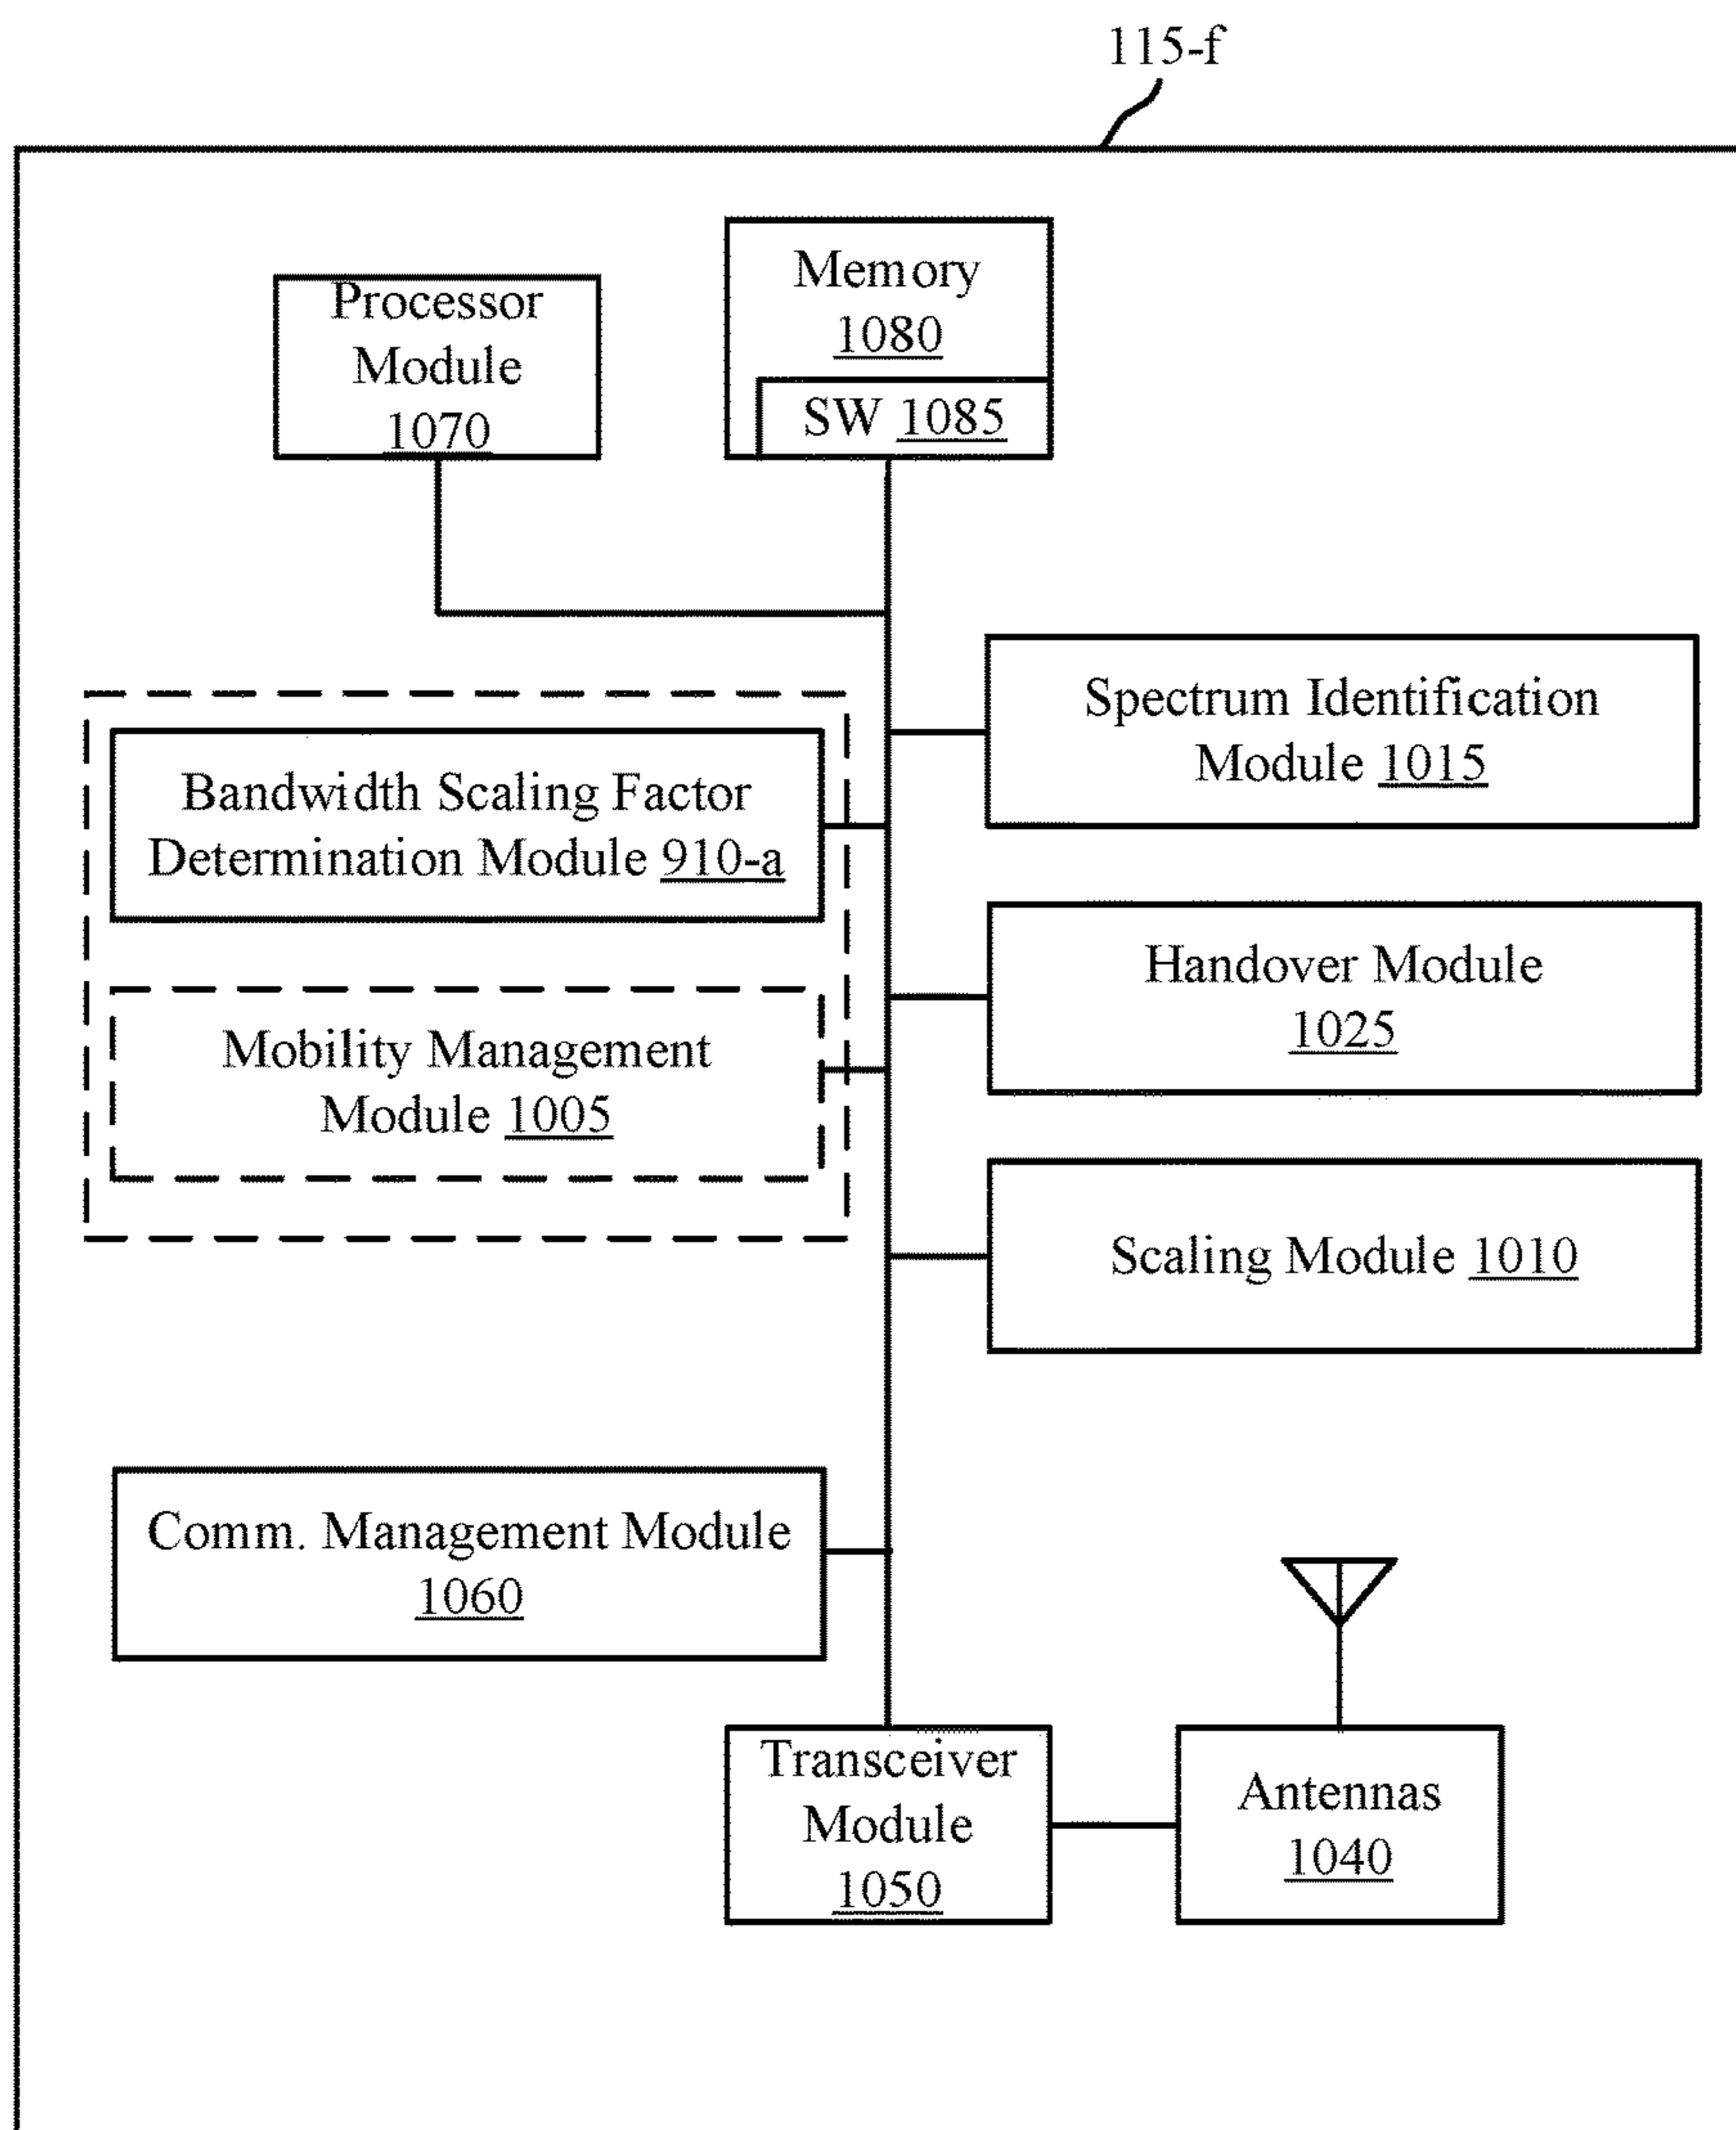 115-f
Processor
Module
1070
Memory
1080
SW 1085
Spectrum Identification
Module 1015
Bandwidth Scaling Factor
Determination Module 910-a
Handover Module
1025
Mobility Management
Module 1005
Scaling Module 1010
Comm. Management Module
1060
Transceiver
Module
1050
Antennas
1040